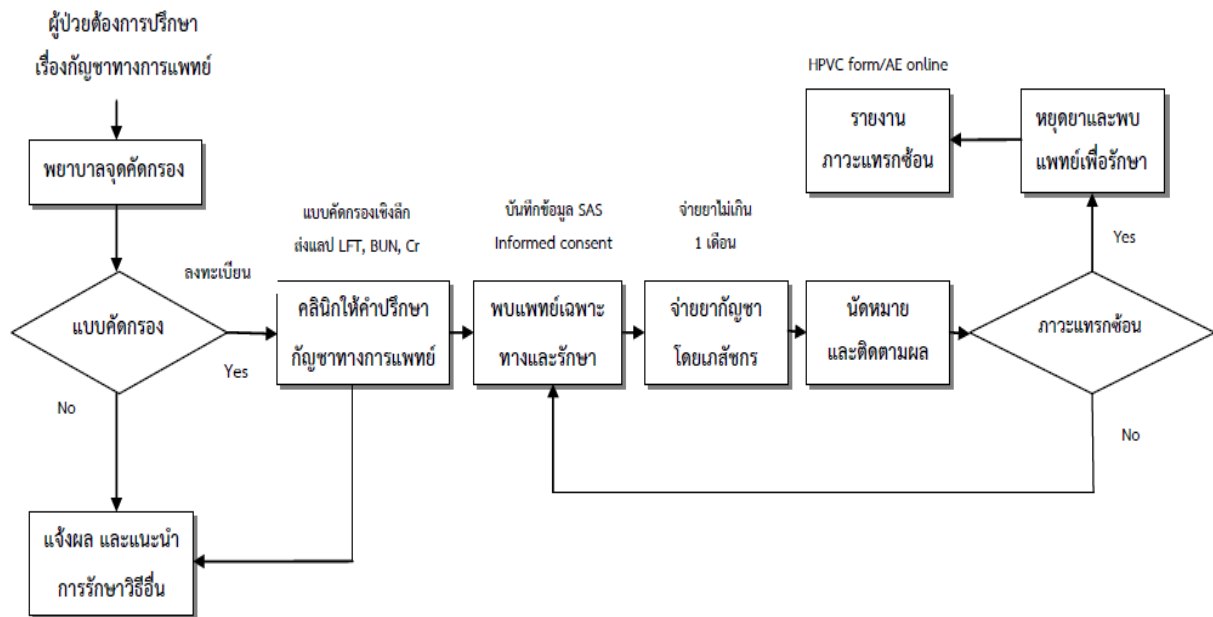 ผู้ป่วยต้องการปรึกษา
เรื่องกัญชาทางการแพทย์
พยาบาลจุดคัดกรอง
แบบคัดกรอง
ลงทะเบียน
Yes
No
แจ้งผล และแนะนำ
การรักษาวิธีอื่น
แบบคัดกรองเชิงลึก
ส่งแลป LFT, BUN, Cr
คลินิกให้คำปรึกษา
กัญชาทางการแพทย์
บันทึกข้อมูล SAS
Informed consent
พบแพทย์เฉพาะ
ทางและรักษา
จ่ายยาไม่เกิน
1 เดือน
จ่ายยากัญชา
โดยเภสัชกร
นัดหมาย
และติดตามผล
ภาวะแทรกซ้อน
Yes
No
หยุดยาและพบ
แพทย์เพื่อรักษา
HPVC form/AE online
รายงาน
ภาวะแทรกซ้อน